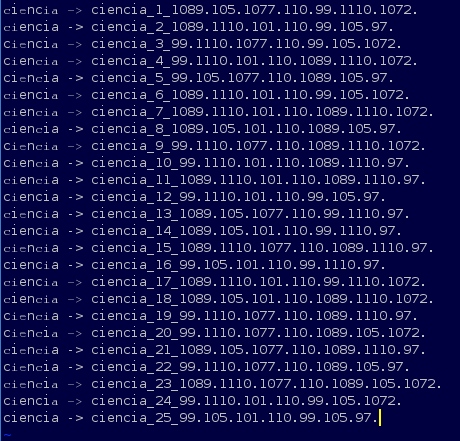 ciencia -> ciencia_1_1089.105.1077.110.99.1110.1072.
ciencia -> ciencia_2_1089.1110.101.110.99.105.97.
ciencia -> ciencia_3_99.1110.1077.110.99.105.1072.
ciencia -> ciencia_4_99.1110.101.110.1089.1110.1072.
ciencia -> ciencia_5_99.105.1077.110.1089.105.97.
ciencia -> ciencia_6_1089.1110.101.110.99.105.1072.
ciencia -> ciencia_7_1089.1110.101.110.1089.1110.1072.
ciencia -> ciencia_8_1089.105.101.110.1089.105.97.
ciencia -> ciencia_9_99.1110.1077.110.1089.1110.1072.
ciencia -> ciencia_10_99.1110.101.110.1089.1110.97.
ciencia -> ciencia_11_1089.1110.101.110.1089.1110.97.
ciencia -> ciencia_12_99.1110.101.110.99.105.97.
ciencia -> ciencia_13_1089.105.1077.110.99.1110.97.
ciencia -> ciencia_14_1089.105.101.110.99.1110.97.
ciencia -> ciencia_15_1089.1110.1077.110.1089.1110.97.
ciencia -> ciencia_16_99.105.101.110.99.1110.97.
ciencia -> ciencia_17_1089.1110.101.110.99.1110.1072.
ciencia -> ciencia_18_1089.105.101.110.1089.1110.1072.
ciencia -> ciencia_19_99.1110.1077.110.1089.1110.97.
ciencia -> ciencia_20_99.1110.1077.110.1089.105.1072.
ciencia -> ciencia_21_1089.105.1077.110.1089.1110.97.
ciencia -> ciencia_22_99.1110.1077.110.1089.105.97.
ciencia -> ciencia_23_1089.1110.1077.110.1089.105.1072.
ciencia -> ciencia_24_99.1110.101.110.99.105.1072.
ciencia -> ciencia_25_99.105.101.110.99.105.97.
~